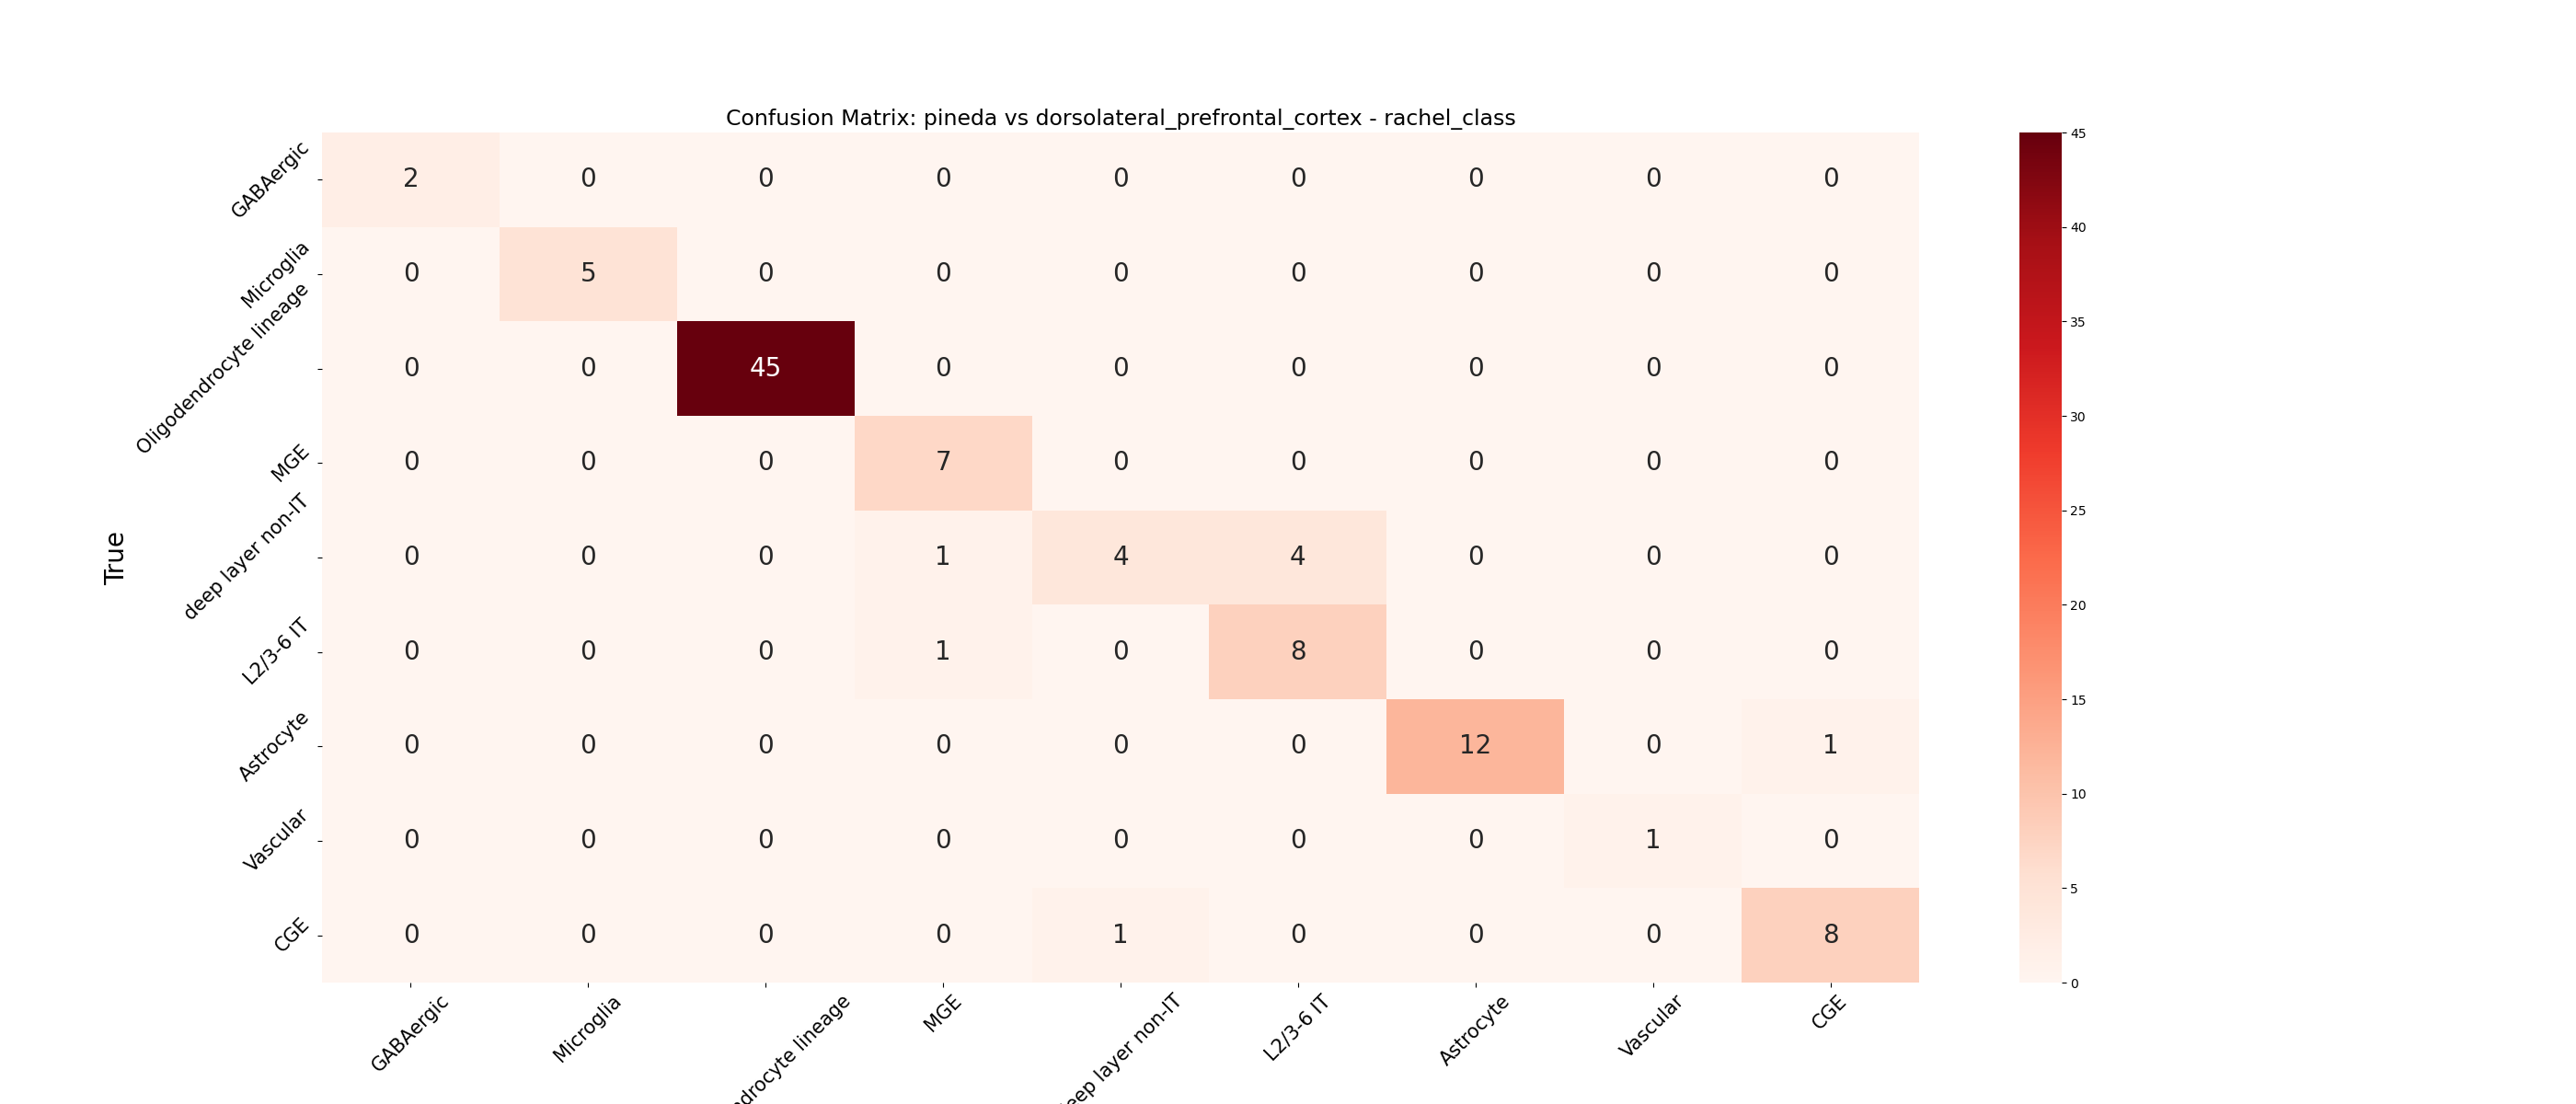 Confusion Matrix: pineda vs dorsolateral_prefrontal_cortex - rachel_class
True
GABAergic 2 0 0 0 0 0 0 0 0
Microglia 0 5 0 0 0 0 0 0 0
Oligodendrocyte lineage 0 0 45 0 0 0 0 0 0
MGE 0 0 0 7 0 0 0 0 0
deep layer non-IT 0 0 0 1 4 4 0 0 0
L2/3-6 IT 0 0 0 1 0 8 0 0 0
Astrocyte 0 0 0 0 0 0 12 0 1
Vascular 0 0 0 0 0 0 0 1 0
CGE 0 0 0 0 1 0 0 0 8
GABAergic
Microglia
lineage
MGE
layer non-IT
L2/3-6 IT
Astrocyte
Vascular
CGE
45
40
35
30
25
20
15
10
5
0